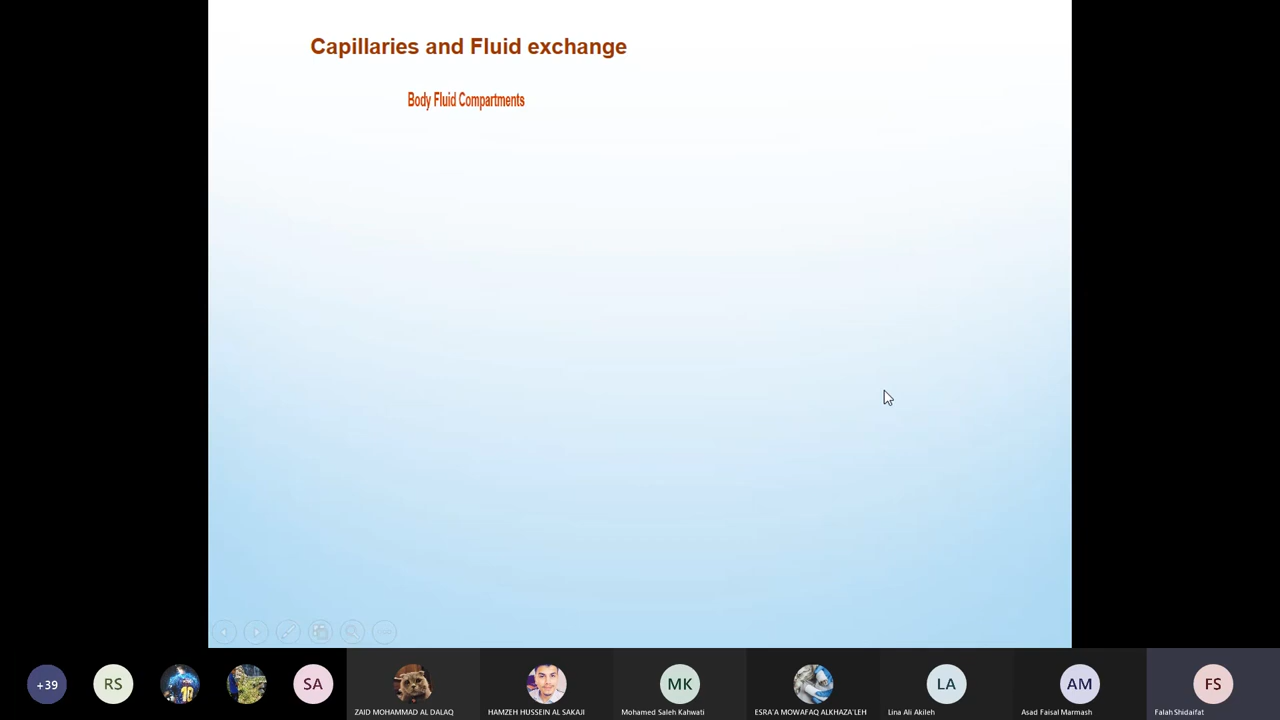 Capillaries and Fluid exchange
Body Fluid Compartments
+39
RS
10
SA
MK
LA
AM
FS
ZAID MOHAMMAD AL DALAQ
HAMZEH HUSSEIN AL SAKAJI
Mohamed Saleh Kahwati
ESRA'A MOWAFAQ ALKHAZA'LEH
Lina Ali Akileh
Asad Faisal Marmash
Falah Shidaifat